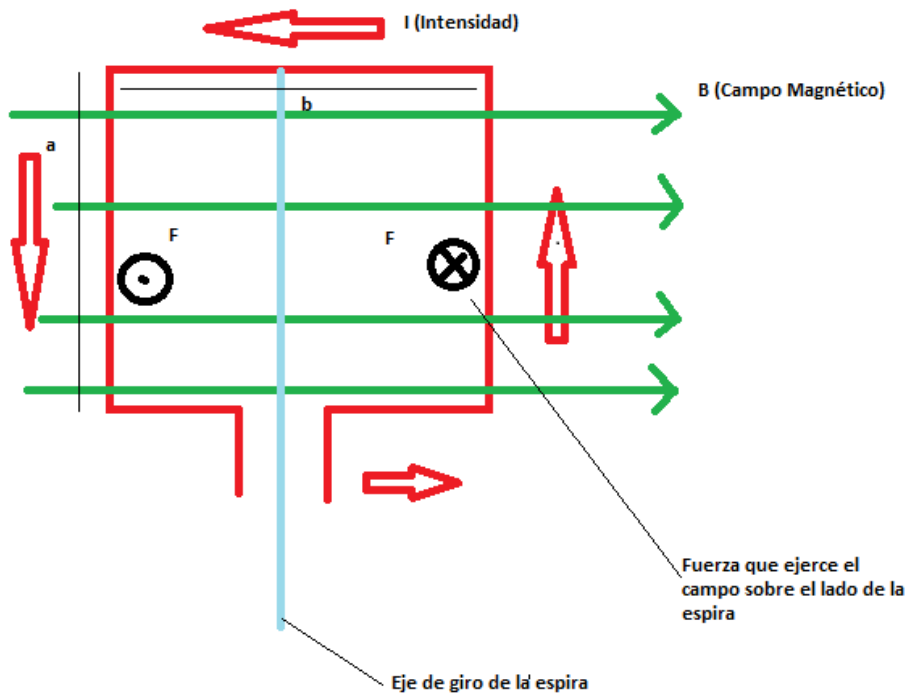 I (Intensidad)
B (Campo Magnético)
b
a
F
F
Fuerza que ejerce el
campo sobre el lado de la
espira
Eje de giro de la espira